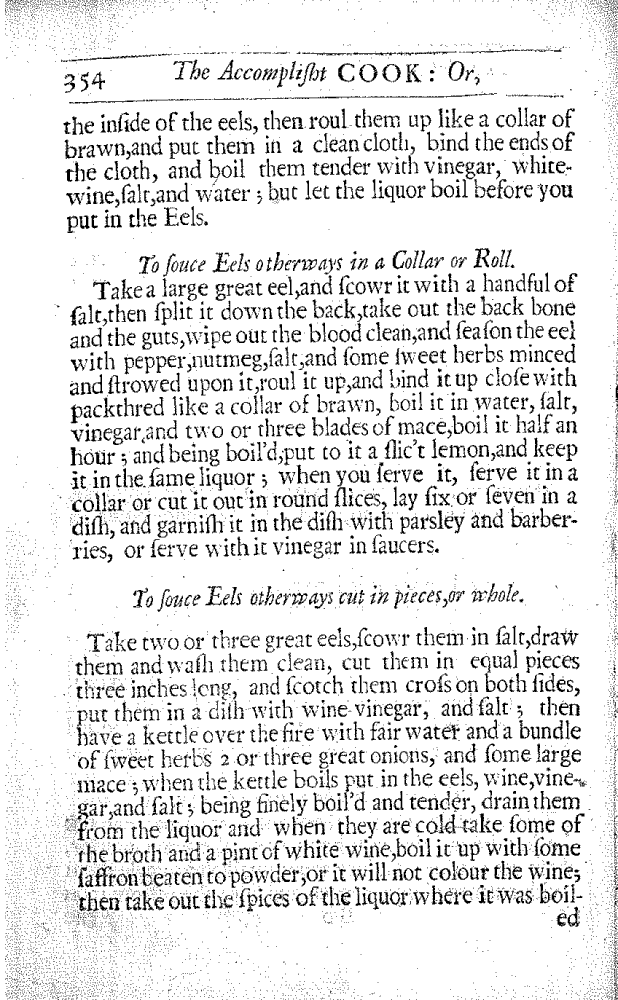 354 The Accompliſht COOK: Or,
the inſide of the eels, then roul them up like a collar of
brawn,and put them in a clean cloth, bind the ends of
the cloth, and boil them tender with vinegar, white-
wine,ſalt,and water ; but let the liquor boil before you
put in the Eels.
To ſouce Eels otherways in a Collar or Roll.
Take a large great eel,and ſcowr it with a handful of
ſalt,then ſplit it down the back,take out the back bone
and the guts,wipe out the blood clean,and ſeaſon the eel
with pepper,nutmeg,ſalt,and ſome ſweet herbs minced
and ſtrowed upon it,roul it up,and bind it up cloſe with
packthred like a collar of brawn, boil it in water, ſalt,
vinegar,and two or three blades of mace,boil it half an
hour ; and being boil'd,put to it a ſlic't lemon,and keep
it in the ſame liquor ; when you ſerve it, ſerve it in a
collar or cut it out in round ſlices, lay ſix or ſeven in a
diſh, and garniſh it in the diſh with parsley and barber-
ries, or ſerve with it vinegar in ſaucers.
To ſouce Eels otherways cut in pieces,or whole.
Take two or three great eels,ſcowr them in ſalt,draw
them and waſh them clean, cut them in equal pieces
three inches long, and ſcotch them croſs on both ſides,
put them in a diſh with wine vinegar, and ſalt ; then
have a kettle over the fire with fair water and a bundle
of ſweet herbs 2 or three great onions, and ſome large
mace ; when the kettle boils put in the eels, wine,vine-
gar,and ſalt ; being finely boil'd and tender, drain them
from the liquor and when they are cold take ſome of
the broth and a pint of white wine,boil it up with ſome
ſaffron beaten to powder,or it will not colour the wine;
then take out the ſpices of the liquor where it was boil-
ed